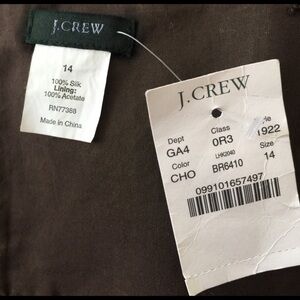 J.CREW
14
100% Silk
Lining:
100% Acetate
RN77388
Made in China
J.CREW
Dept Class
GA4 0R3 1922
Color LHK2040 Size
CHO BR6410 14
099101657497